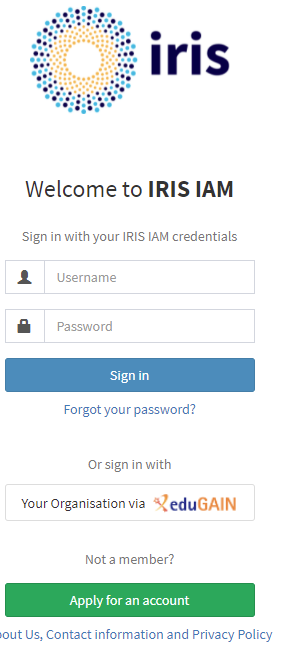 iris
Welcome to IRIS IAM
Sign in with your IRIS IAM credentials
Username
Password
Sign in
Forgot your password?
Or sign in with
Your Organisation via eduGAIN
Not a member?
Apply for an account
out Us, Contact information and Privacy Policy